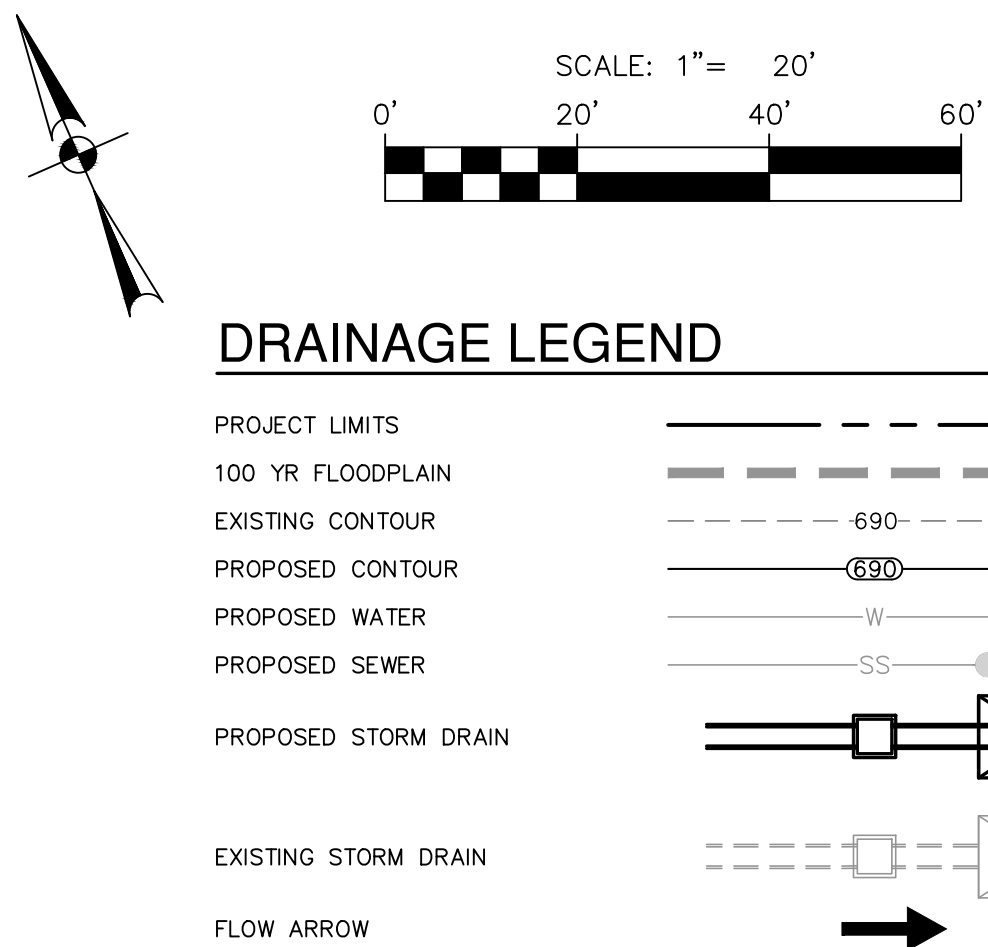 SCALE: 1"= 20'
0' 20' 40' 60'
DRAINAGE LEGEND
PROJECT LIMITS
100 YR FLOODPLAIN
EXISTING CONTOUR 690
PROPOSED CONTOUR 690
PROPOSED WATER W
PROPOSED SEWER SS
PROPOSED STORM DRAIN
EXISTING STORM DRAIN
FLOW ARROW